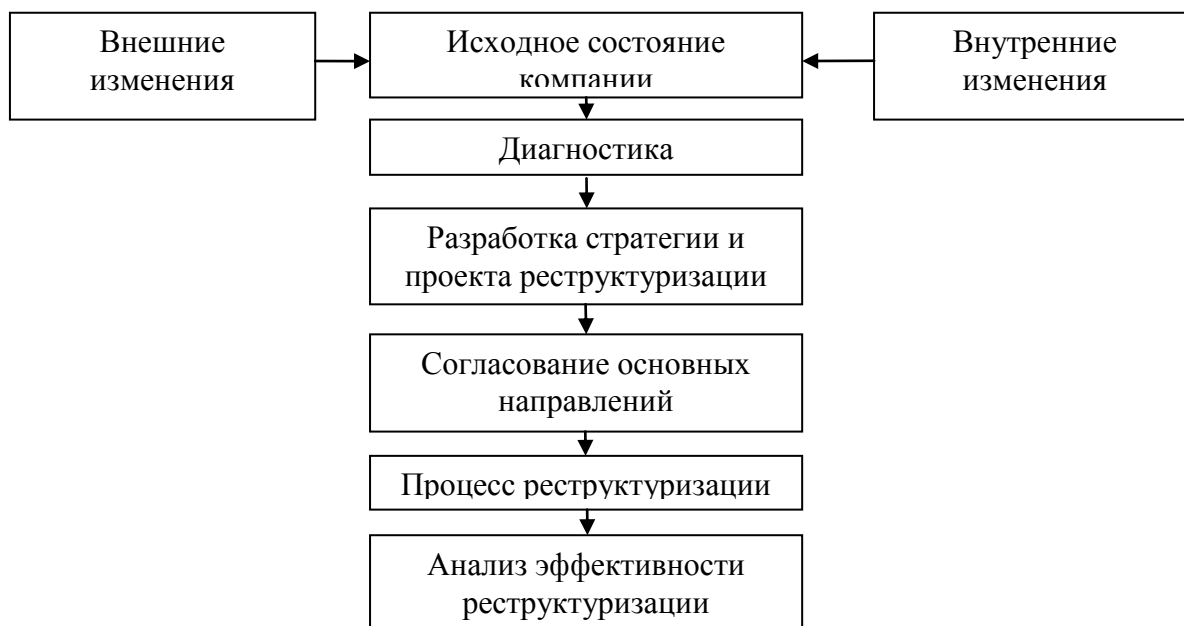 Внешние
изменения
Исходное состояние
компании
Внутренние
изменения
Диагностика
Разработка стратегии и
проекта реструктуризации
Согласование основных
направлений
Процесс реструктуризации
Анализ эффективности
реструктуризации